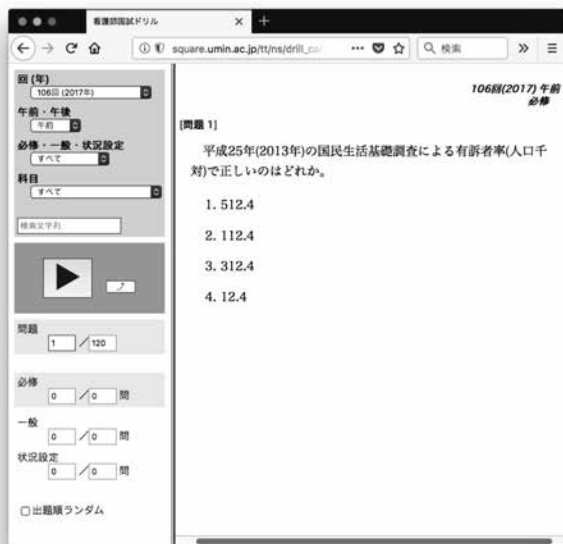 看護師国試ドリル
square.umin.ac.jp/tt/ns/drill_ca
検索
回 (年)
106回 (2017年)
午前・午後
午前
必修・一般・状況設定
すべて
科目
すべて
検索文字列
問題
1 / 120
必修
0 / 0 問
一般
0 / 0 問
状況設定
0 / 0 問
出題順ランダム
106回(2017) 午前
必修
[問題 1]
平成25年(2013年)の国民生活基礎調査による有訴者率(人口千
対)で正しいのはどれか。
1. 512.4
2. 112.4
3. 312.4
4. 12.4